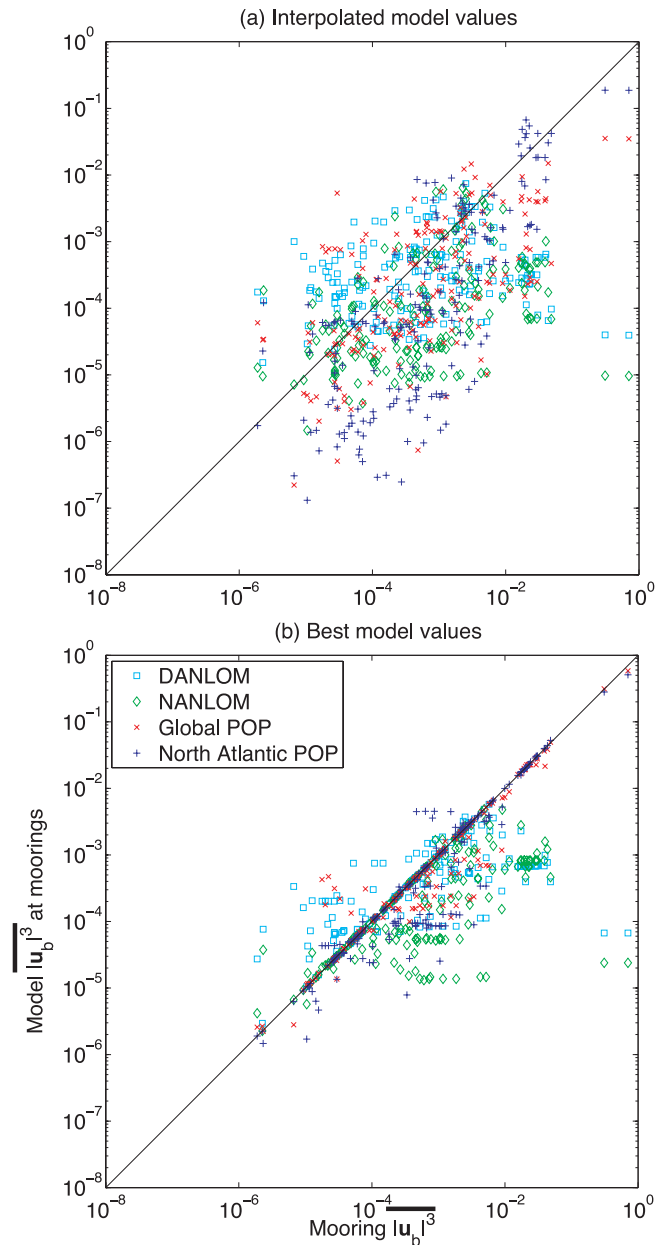 (a) Interpolated model values
10^0
10^−1
10^−2
10^−3
10^−4
10^−5
10^−6
10^−7
10^−8
10^−8 10^−6 10^−4 10^−2 10^0
(b) Best model values
10^0
10^−1
10^−2
10^−3
10^−4
10^−5
10^−6
10^−7
10^−8
DANLOM
NANLOM
Global POP
North Atlantic POP
Model |u_b|^3 at moorings
10^−8 10^−6 10^−4 10^−2 10^0
Mooring |u_b|^3